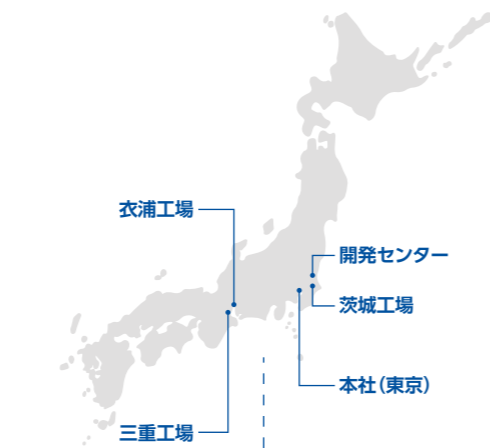 衣浦工場
開発センター
茨城工場
本社（東京）
三重工場